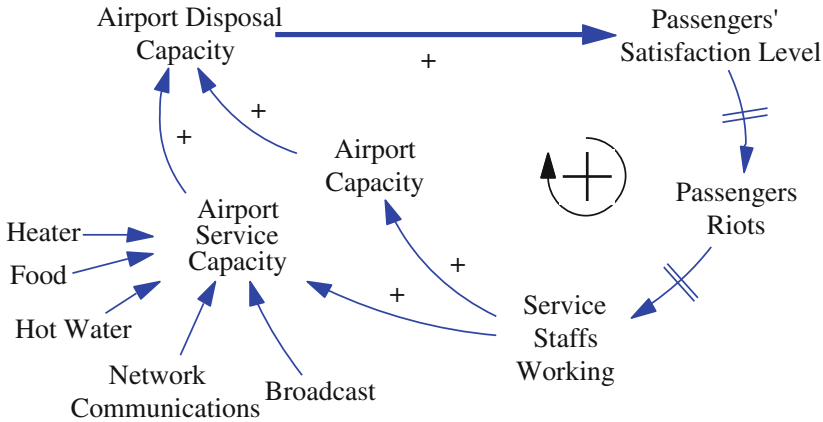 Airport Disposal
Capacity
+
Passengers'
Satisfaction Level
+
+
Airport
Capacity
+
Passengers
Riots
Airport
Service
Capacity
Heater
Food
Hot Water
+
+
Service
Staffs
Working
Network
Communications
Broadcast